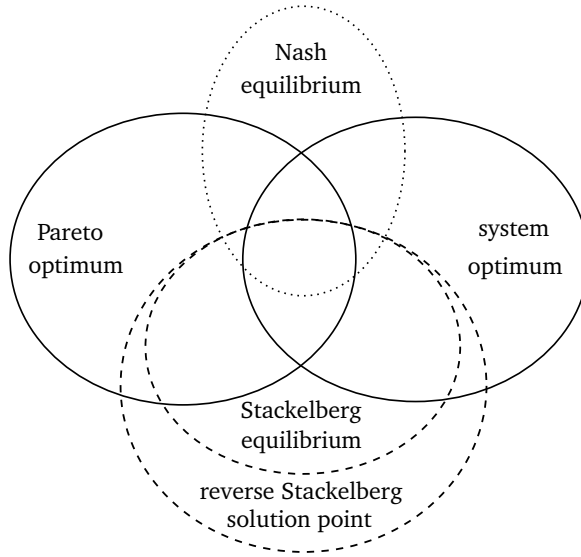 Nash
equilibrium
Pareto
optimum
system
optimum
Stackelberg
equilibrium
reverse Stackelberg
solution point